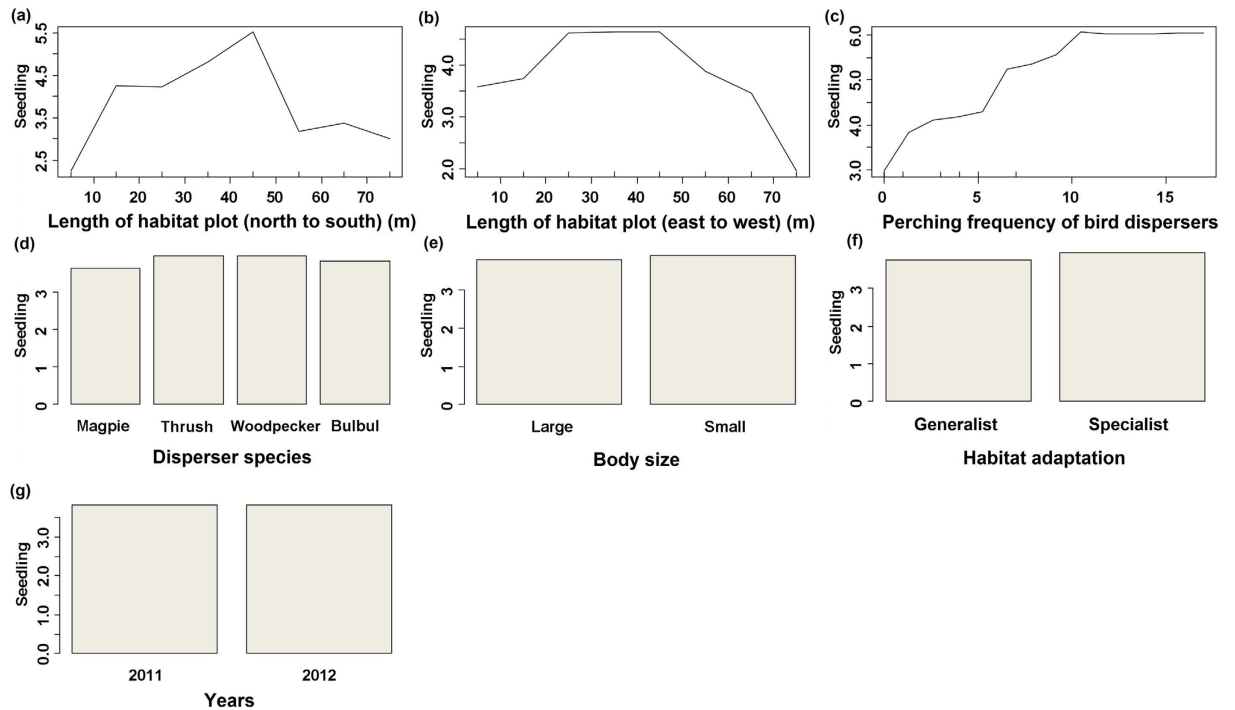 (a)
Seedling
5.5
4.5
3.5
2.5
10 20 30 40 50 60 70
Length of habitat plot (north to south) (m)
(b)
Seedling
4.0
3.0
2.0
10 20 30 40 50 60 70
Length of habitat plot (east to west) (m)
(c)
Seedling
6.0
5.0
4.0
3.0
0 5 10 15
Perching frequency of bird dispersers
(d)
Seedling
3
2
1
0
Magpie Thrush Woodpecker Bulbul
Disperser species
(e)
Seedling
3
2
1
0
Large Small
Body size
(f)
Seedling
3
2
1
0
Generalist Specialist
Habitat adaptation
(g)
Seedling
3.0
2.0
1.0
0.0
2011 2012
Years